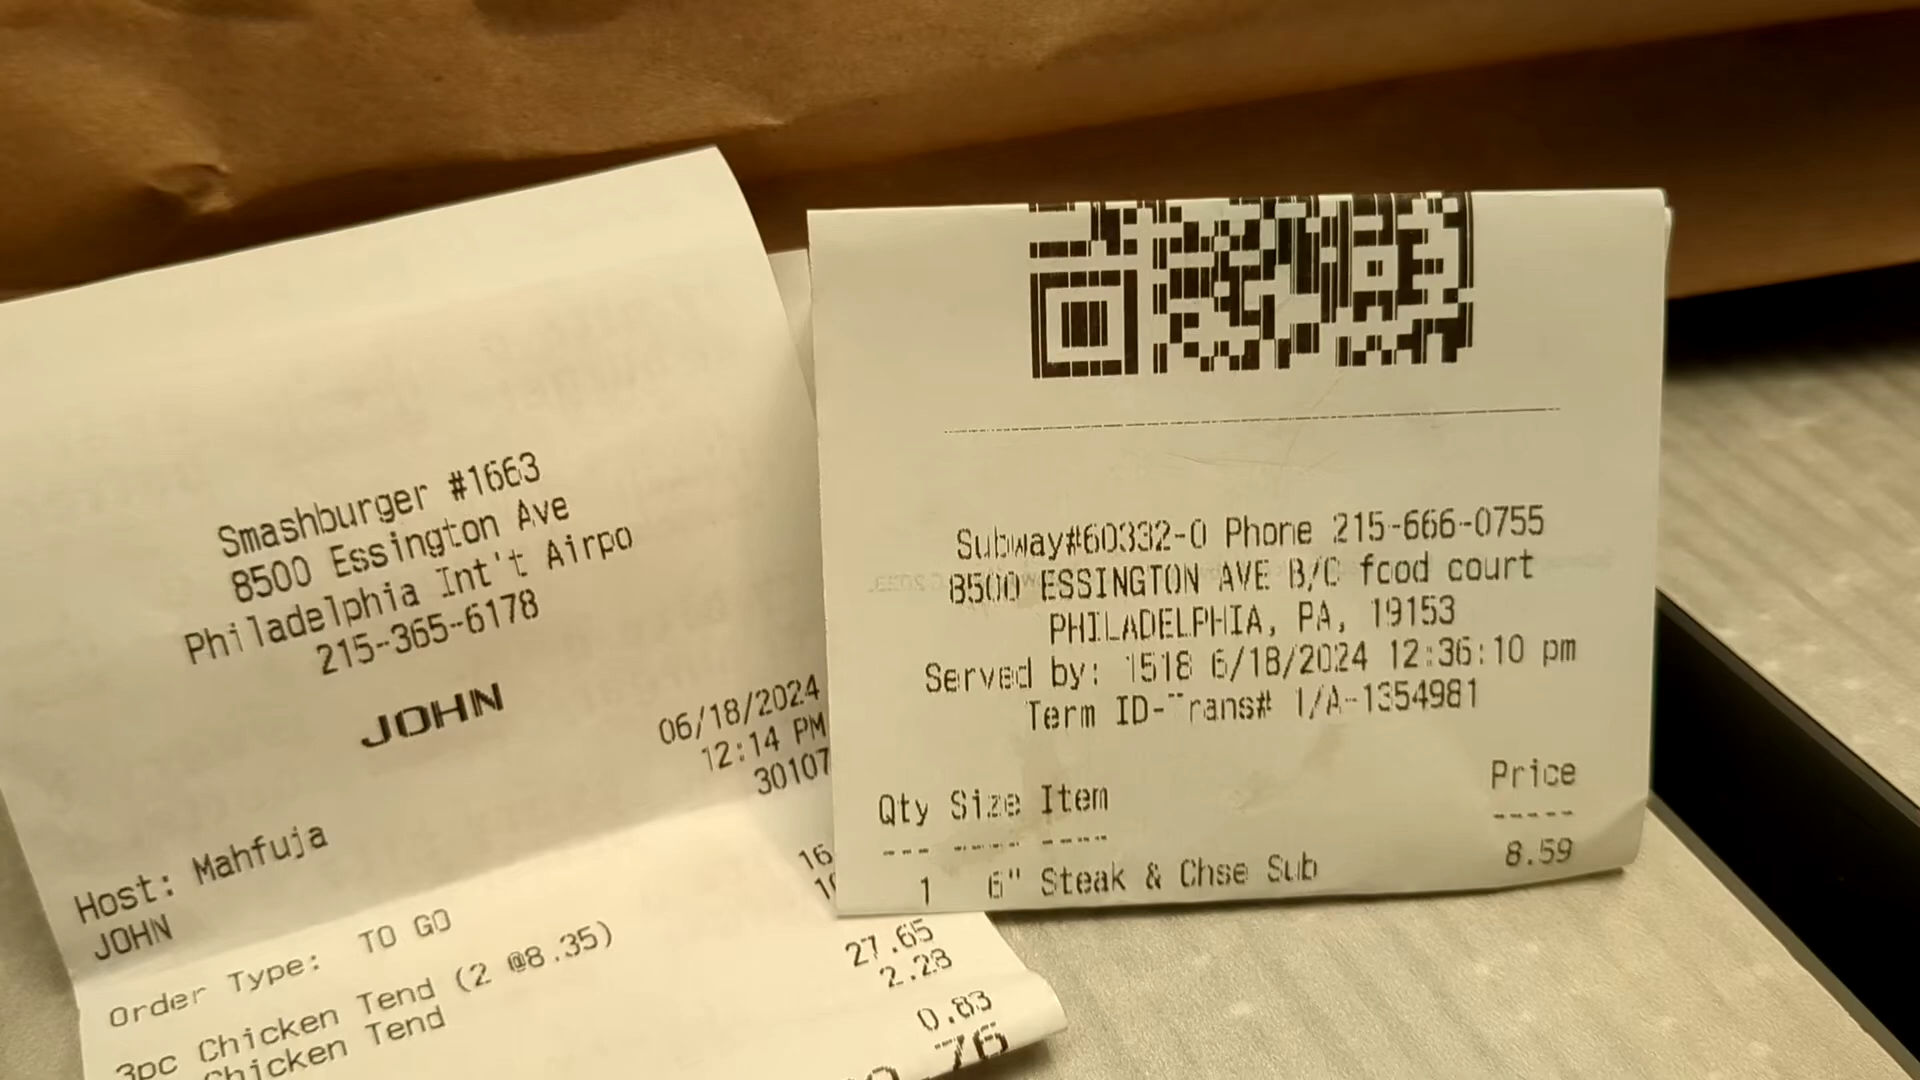 Smashburger #1663
8500 Essington Ave
Philadelphia Int't Airpo
215-365-6178
JOHN
06/18/2024
12:14 PM
30107
Host: Mahfuja
JOHN
Order Type: TO GO
3pc Chicken Tend (2 @8.35)
16
Chicken Tend
27.65
2.28
0.83
.76
Subway#60332-0 Phone 215-666-0755
8500 ESSINGTON AVE B/C food court
PHILADELPHIA, PA, 19153
Served by: 1518 6/18/2024 12:36:10 pm
Term ID-Trans# 1/A-1354981
Qty Size Item Price
1 6" Steak & Chse Sub 8.59